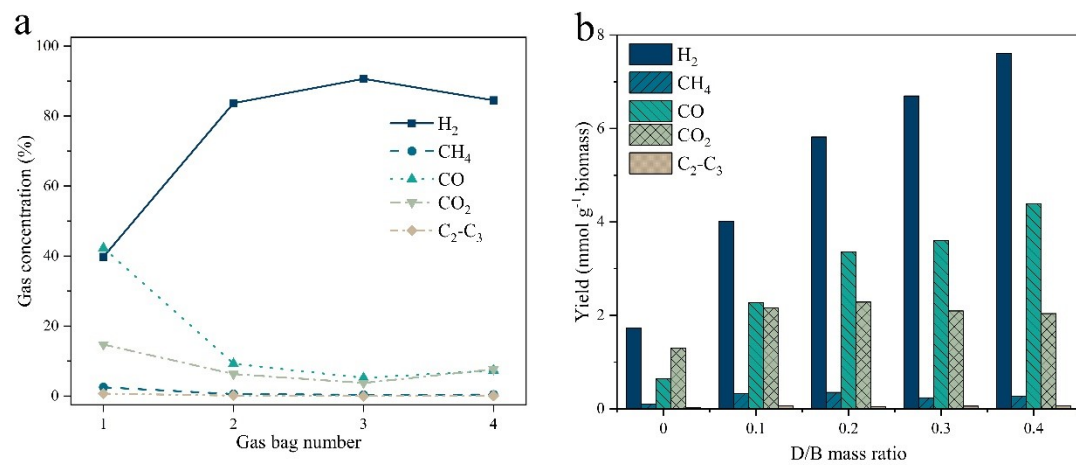 a
100
80
60
40
20
0
Gas concentration (%)
H₂
CH₄
CO
CO₂
C₂-C₃
1 2 3 4
Gas bag number
b
8
6
4
2
0
Yield (mmol g⁻¹·biomass)
H₂
CH₄
CO
CO₂
C₂-C₃
0 0.1 0.2 0.3 0.4
D/B mass ratio